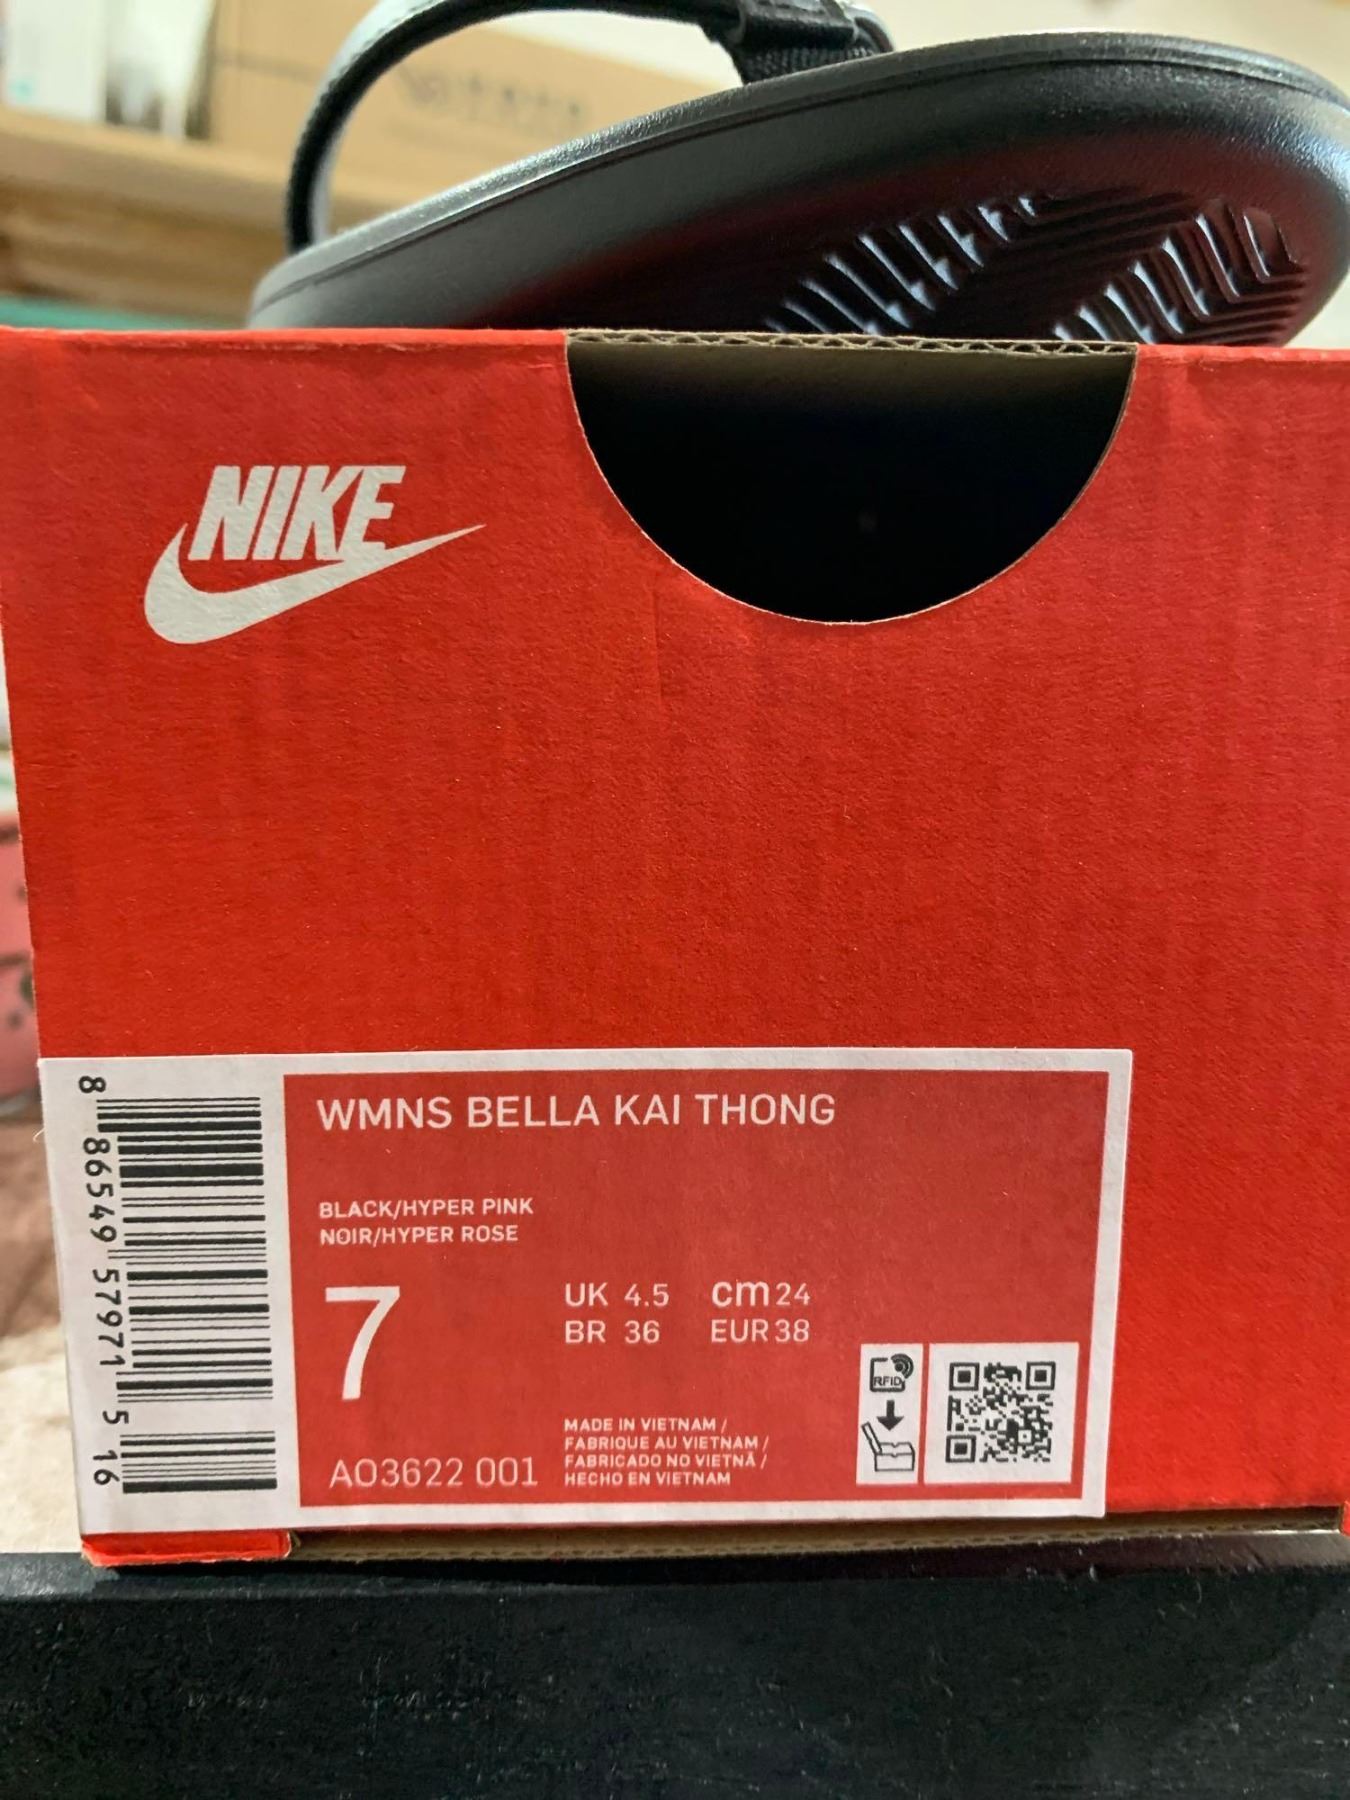 NIKE
WMNS BELLA KAI THONG
BLACK/HYPER PINK
NOIR/HYPER ROSE
7
UK 4.5 cm 24
BR 36 EUR 38
AO3622 001
MADE IN VIETNAM /
FABRIQUE AU VIETNAM /
FABRICADO NO VIETNÃ /
HECHO EN VIETNAM
RFID
8 86549 57971 5 16